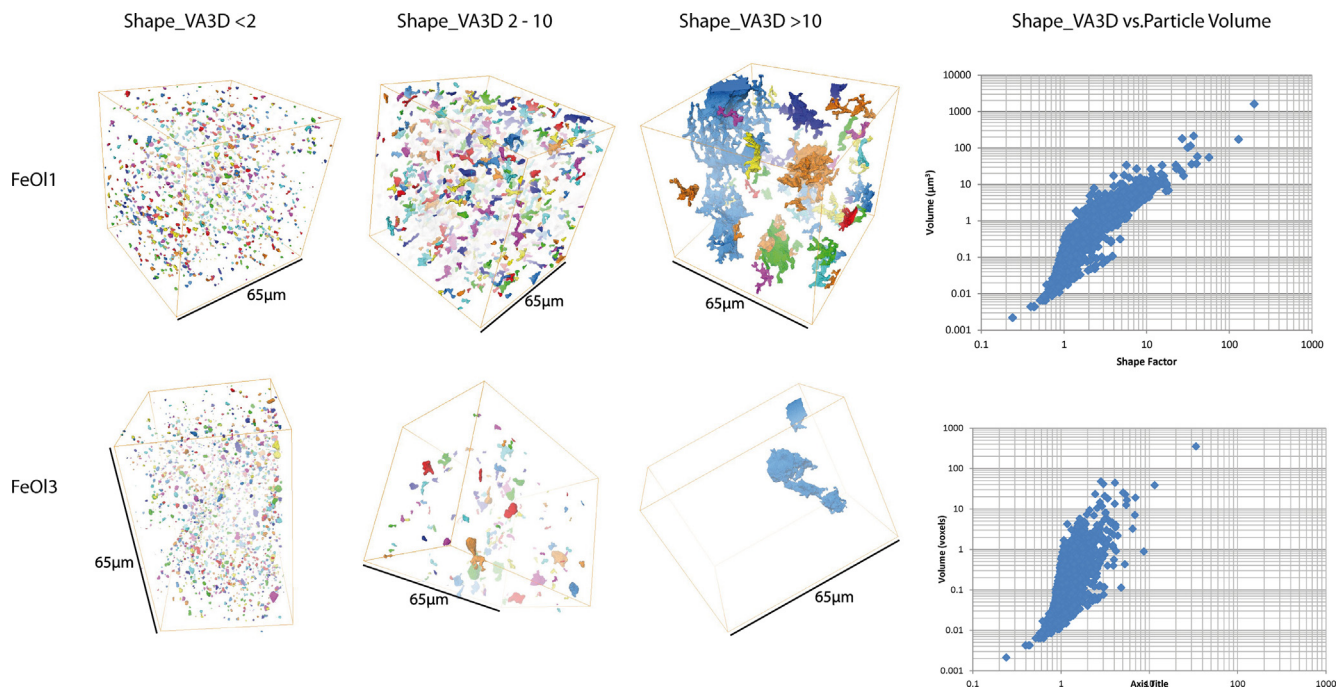 Shape_VA3D <2
Shape_VA3D 2 - 10
Shape_VA3D >10
Shape_VA3D vs.Particle Volume
FeOl1
65µm
65µm
65µm
10000
1000
100
10
1
0.1
0.01
0.001
Volume (µm³)
0.1
1
10
100
1000
Shape Factor
FeOl3
65µm
65µm
65µm
1000
100
10
1
0.1
0.01
0.001
Volume (voxels)
0.1
1
10
100
1000
Axis Title